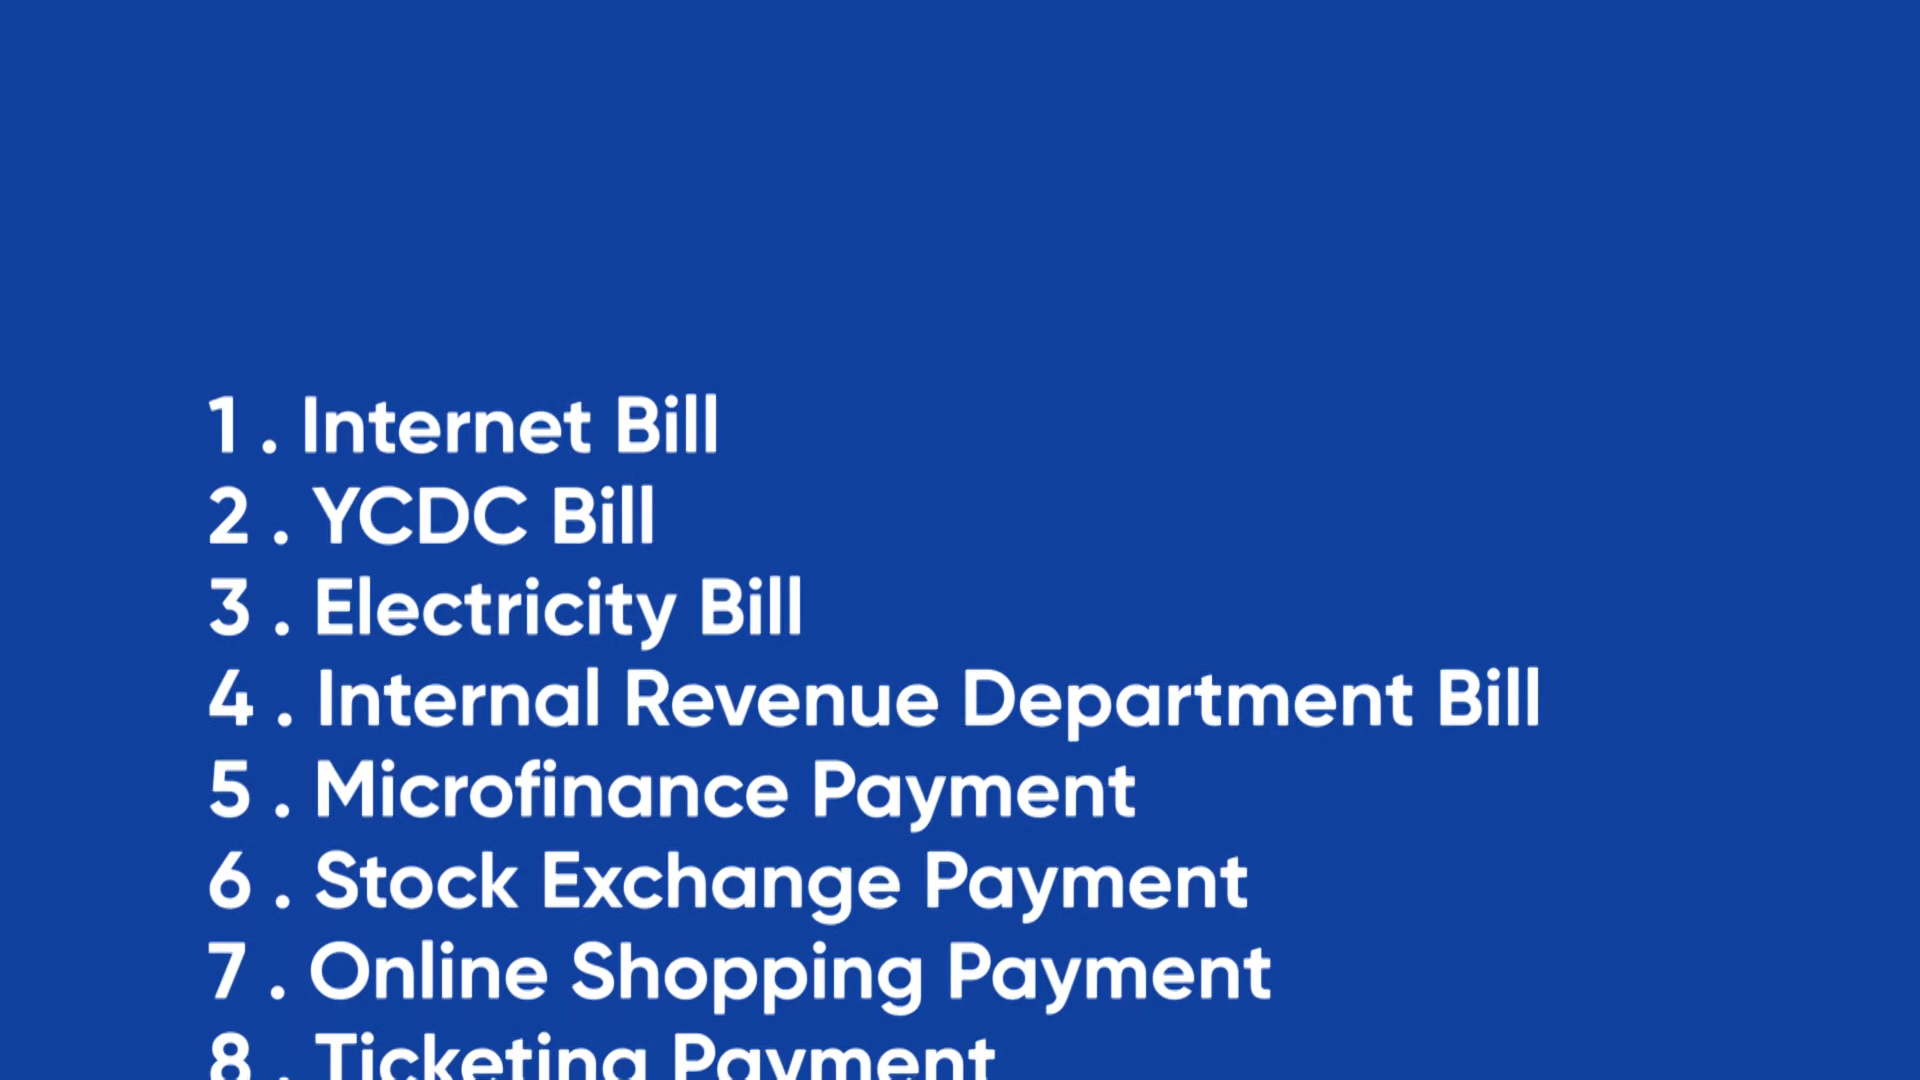 1 . Internet Bill
2 . YCDC Bill
3 . Electricity Bill
4 . Internal Revenue Department Bill
5 . Microfinance Payment
6 . Stock Exchange Payment
7 . Online Shopping Payment
8 . Ticketing Payment